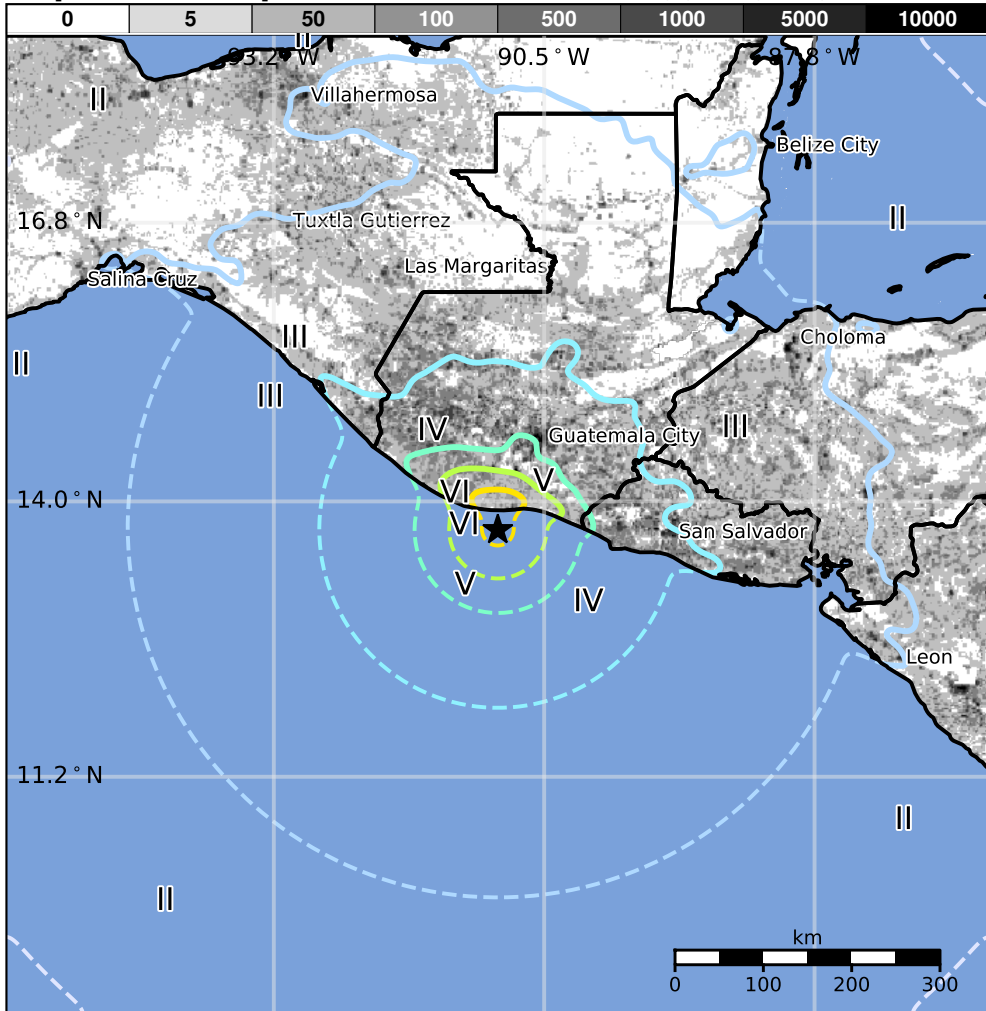 0 5 50 100 500 1000 5000 10000
II
93.2°W 90.5°W 87.8°W
II
Villahermosa
Belize City
16.8°N
Tuxtla Gutierrez
II
Las Margaritas
Salina Cruz
III
Choloma
II
III
IV
Guatemala City
III
V
VI
14.0°N
VI
San Salvador
V
IV
Leon
11.2°N
II
II
km
0 100 200 300